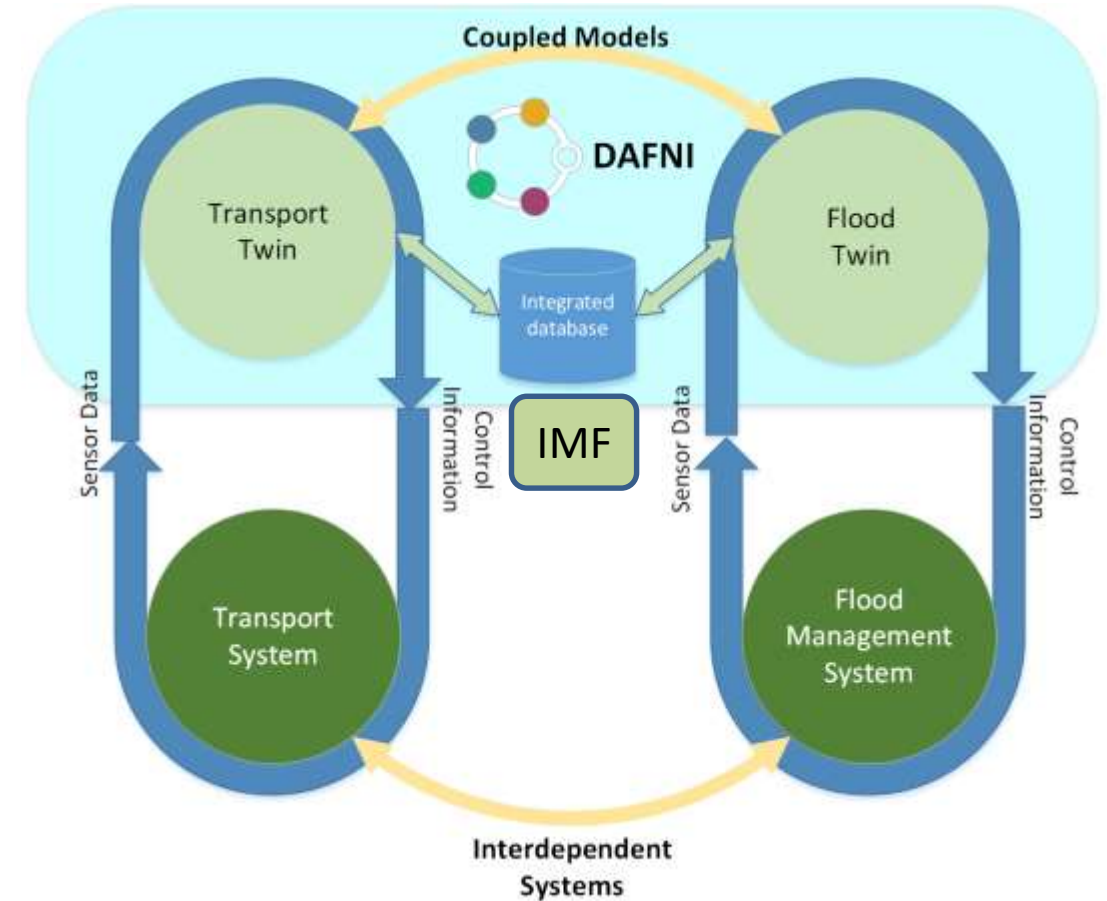 Coupled Models
DAFNI
Transport
Twin
Flood
Twin
Integrated
database
Sensor Data
Control
Information
IMF
Sensor Data
Control
Information
Transport
System
Flood
Management
System
Interdependent
Systems